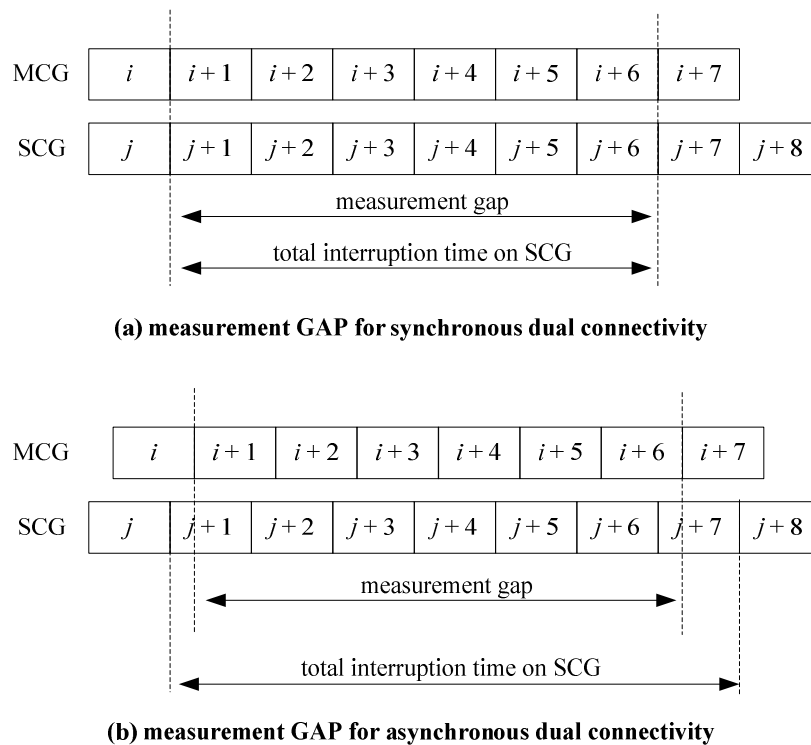 MCG i i + 1 i + 2 i + 3 i + 4 i + 5 i + 6 i + 7
SCG j j + 1 j + 2 j + 3 j + 4 j + 5 j + 6 j + 7 j + 8
measurement gap
total interruption time on SCG
(a) measurement GAP for synchronous dual connectivity
MCG i i + 1 i + 2 i + 3 i + 4 i + 5 i + 6 i + 7
SCG j j + 1 j + 2 j + 3 j + 4 j + 5 j + 6 j + 7 j + 8
measurement gap
total interruption time on SCG
(b) measurement GAP for asynchronous dual connectivity